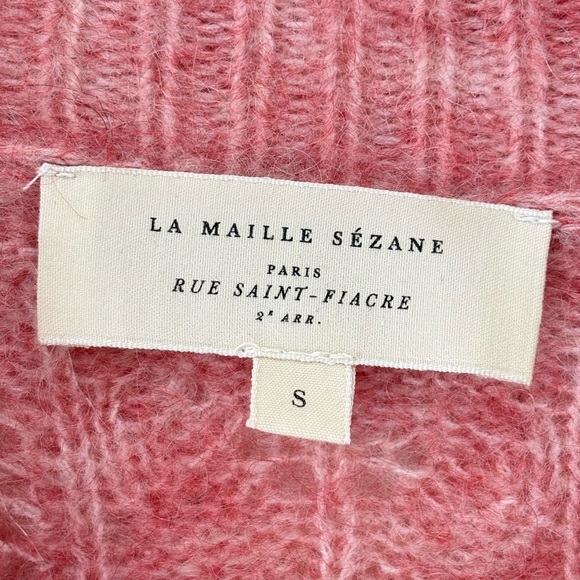 LA MAILLE SÉZANE
PARIS
RUE SAINT-FIACRE
2ᴱ ARR.
S